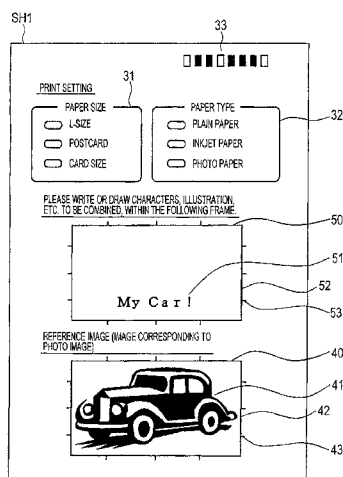 SH1
33
PRINT SETTING
31
PAPER SIZE
PAPER TYPE
32
L-SIZE
PLAIN PAPER
POSTCARD
INKJET PAPER
CARD SIZE
PHOTO PAPER
PLEASE WRITE OR DRAW CHARACTERS, ILLUSTRATION,
ETC. TO BE COMBINED, WITHIN THE FOLLOWING FRAME.
50
51
My Car!
52
53
REFERENCE IMAGE (IMAGE CORRESPONDING TO
PHOTO IMAGE)
40
41
42
43